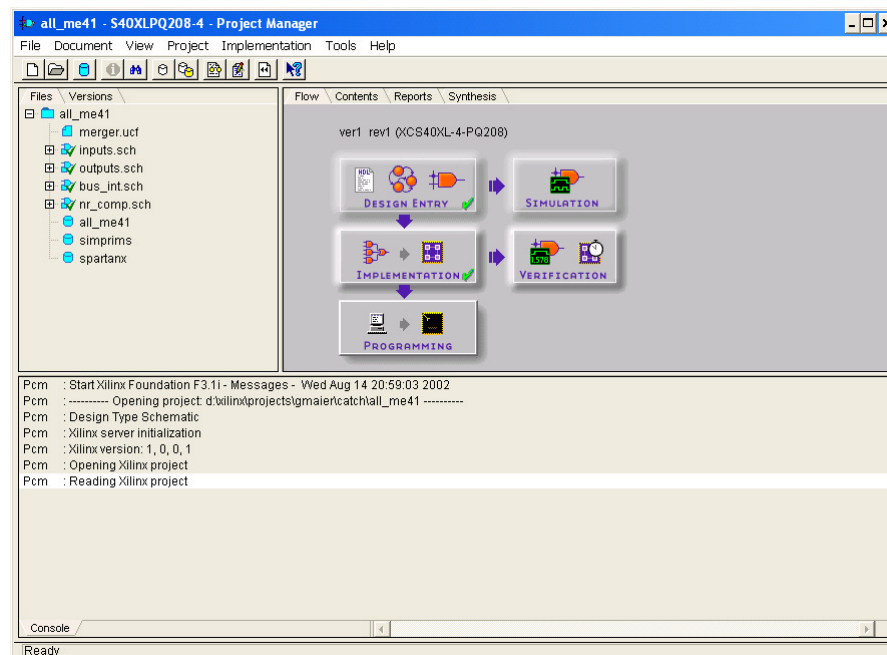 all_me41 - S40XLPQ208-4 - Project Manager
File Document View Project Implementation Tools Help
Files Versions
all_me41
merger.ucf
inputs.sch
outputs.sch
bus_int.sch
nr_comp.sch
all_me41
simprims
spartanx
Flow Contents Reports Synthesis
ver1 rev1 (XCS40XL-4-PQ208)
HDL
DESIGN ENTRY
SIMULATION
IMPLEMENTATION
1.578
VERIFICATION
PROGRAMMING
Pcm : Start Xilinx Foundation F3.1i - Messages - Wed Aug 14 20:59:03 2002
Pcm : ---------- Opening project: d:\xilinx\projects\gmaier\catch\all_me41 ----------
Pcm : Design Type Schematic
Pcm : Xilinx server initialization
Pcm : Xilinx version: 1, 0, 0, 1
Pcm : Opening Xilinx project
Pcm : Reading Xilinx project
Console
Ready